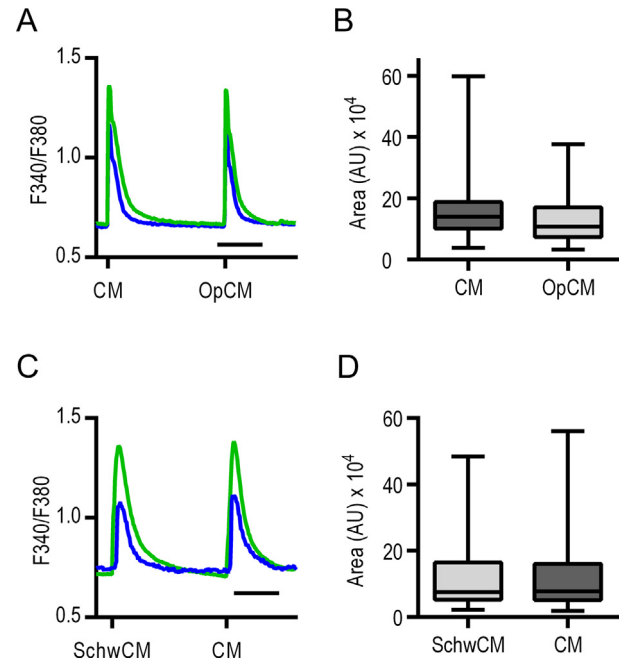 A
B
1.5
1.0
0.5
F340/F380
CM
OpCM
60
40
20
0
Area (AU) x 10⁴
CM
OpCM
C
D
1.5
1.0
0.5
F340/F380
SchwCM
CM
60
40
20
0
Area (AU) x 10⁴
SchwCM
CM